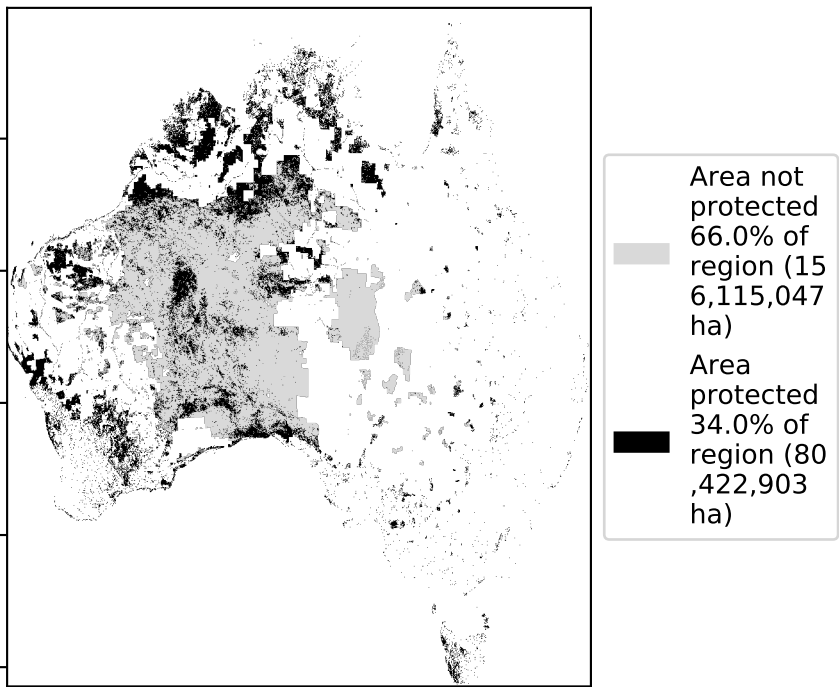 Area not
protected
66.0% of
region (15
6,115,047
ha)
Area
protected
34.0% of
region (80
,422,903
ha)